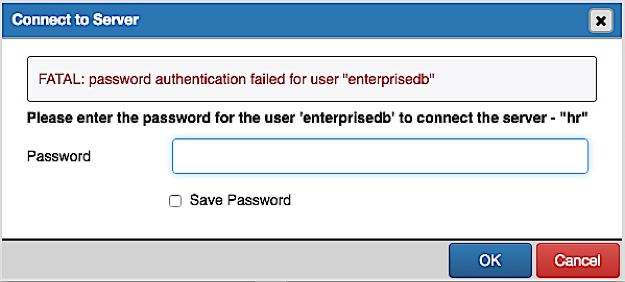 Connect to Server
FATAL: password authentication failed for user "enterprisedb"
Please enter the password for the user 'enterprisedb' to connect the server - "hr"
Password
Save Password
OK
Cancel